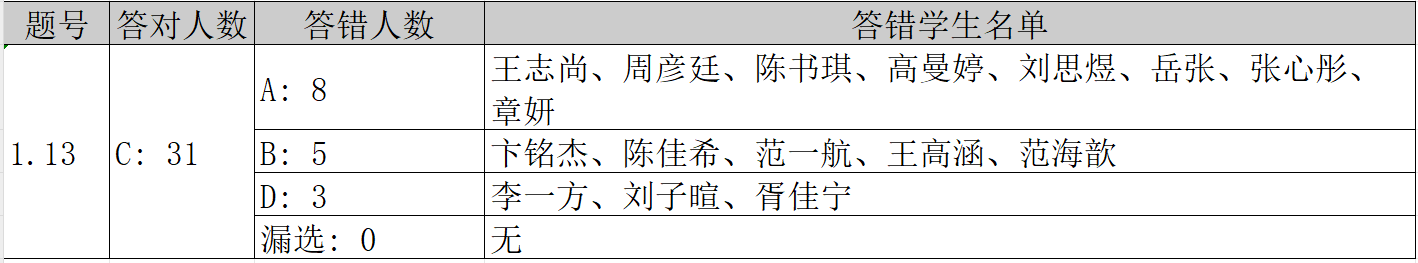 题号 答对人数 答错人数 答错学生名单
A: 8 王志尚、周彦廷、陈书琪、高曼婷、刘思煜、岳张、张心彤、
章妍
1.13 C: 31 B: 5 卞铭杰、陈佳希、范一航、王高涵、范海歆
D: 3 李一方、刘子暄、胥佳宁
漏选: 0 无